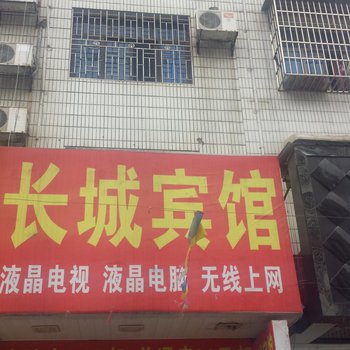 长城宾馆
液晶电视 液晶电脑 无线上网